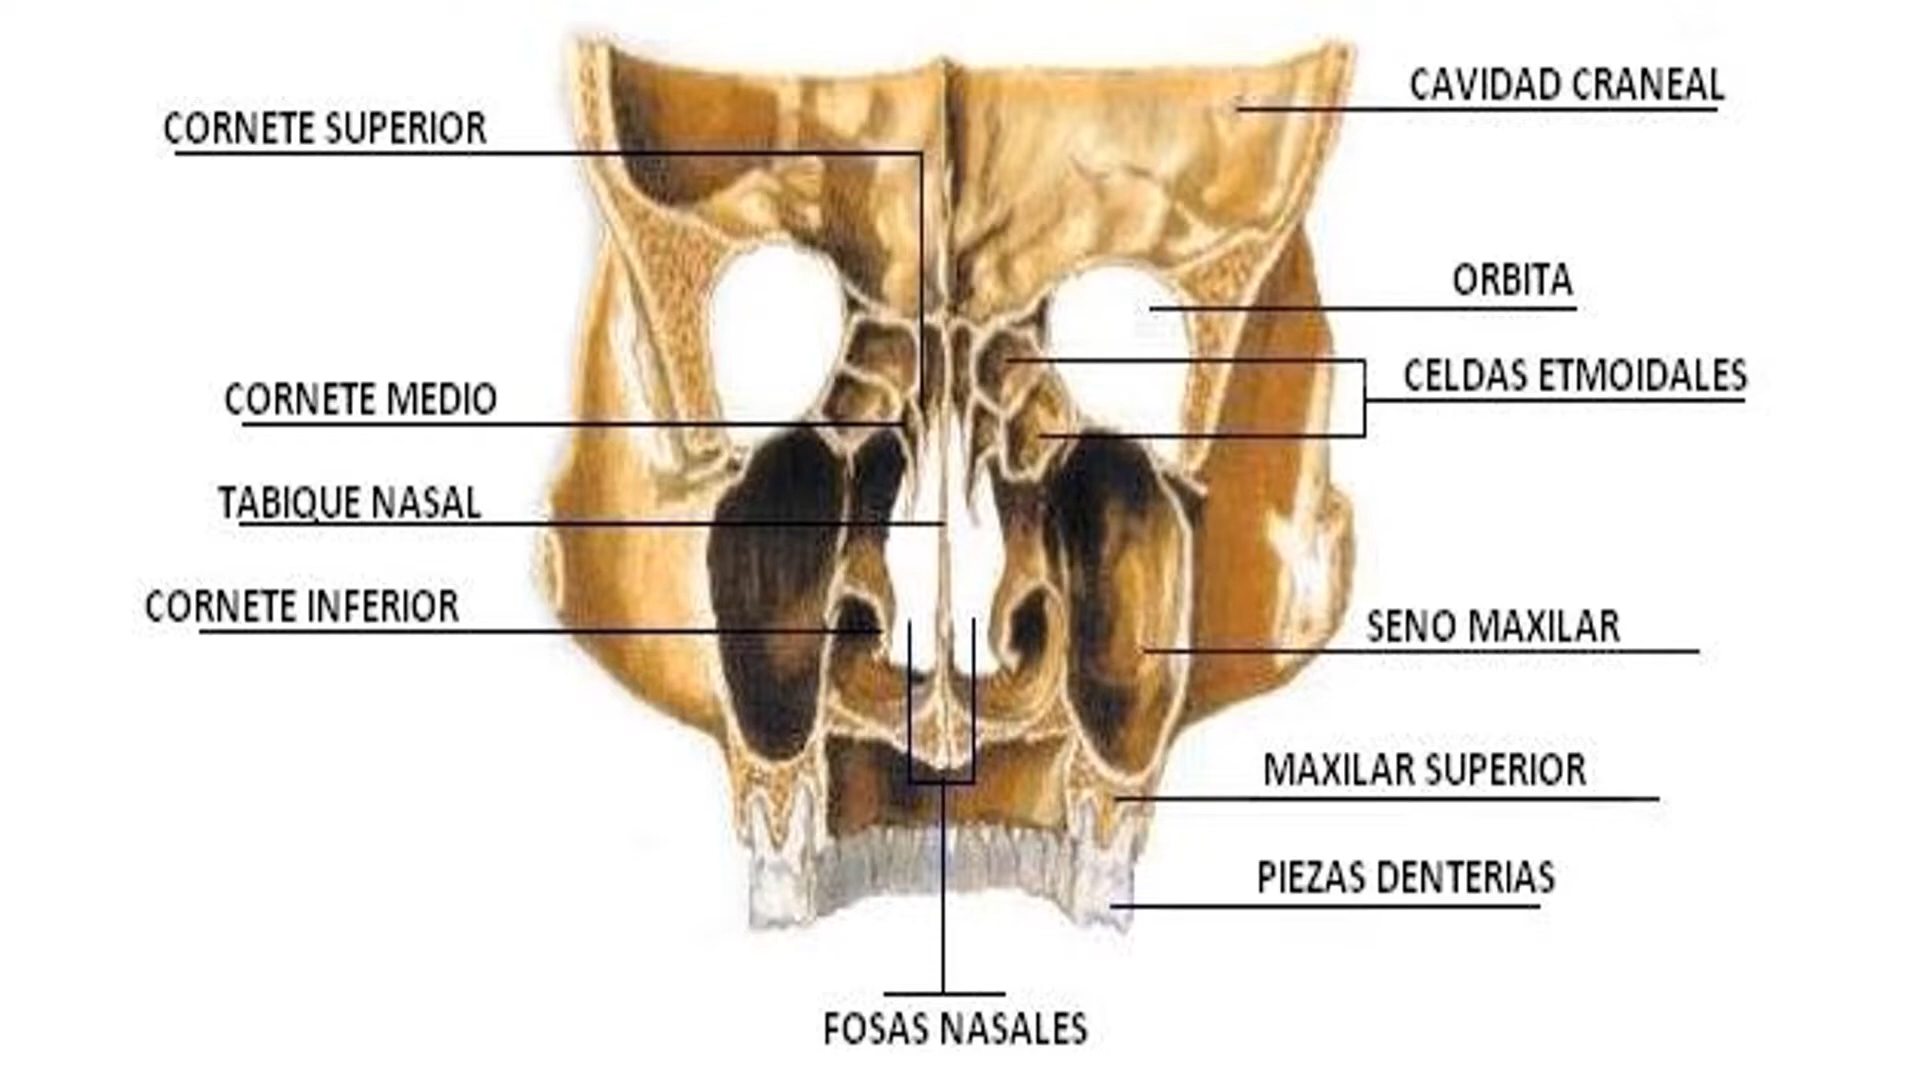 CORNETE SUPERIOR
CORNETE MEDIO
TABIQUE NASAL
CORNETE INFERIOR
CAVIDAD CRANEAL
ORBITA
CELDAS ETMOIDALES
SENO MAXILAR
MAXILAR SUPERIOR
PIEZAS DENTERIAS
FOSAS NASALES